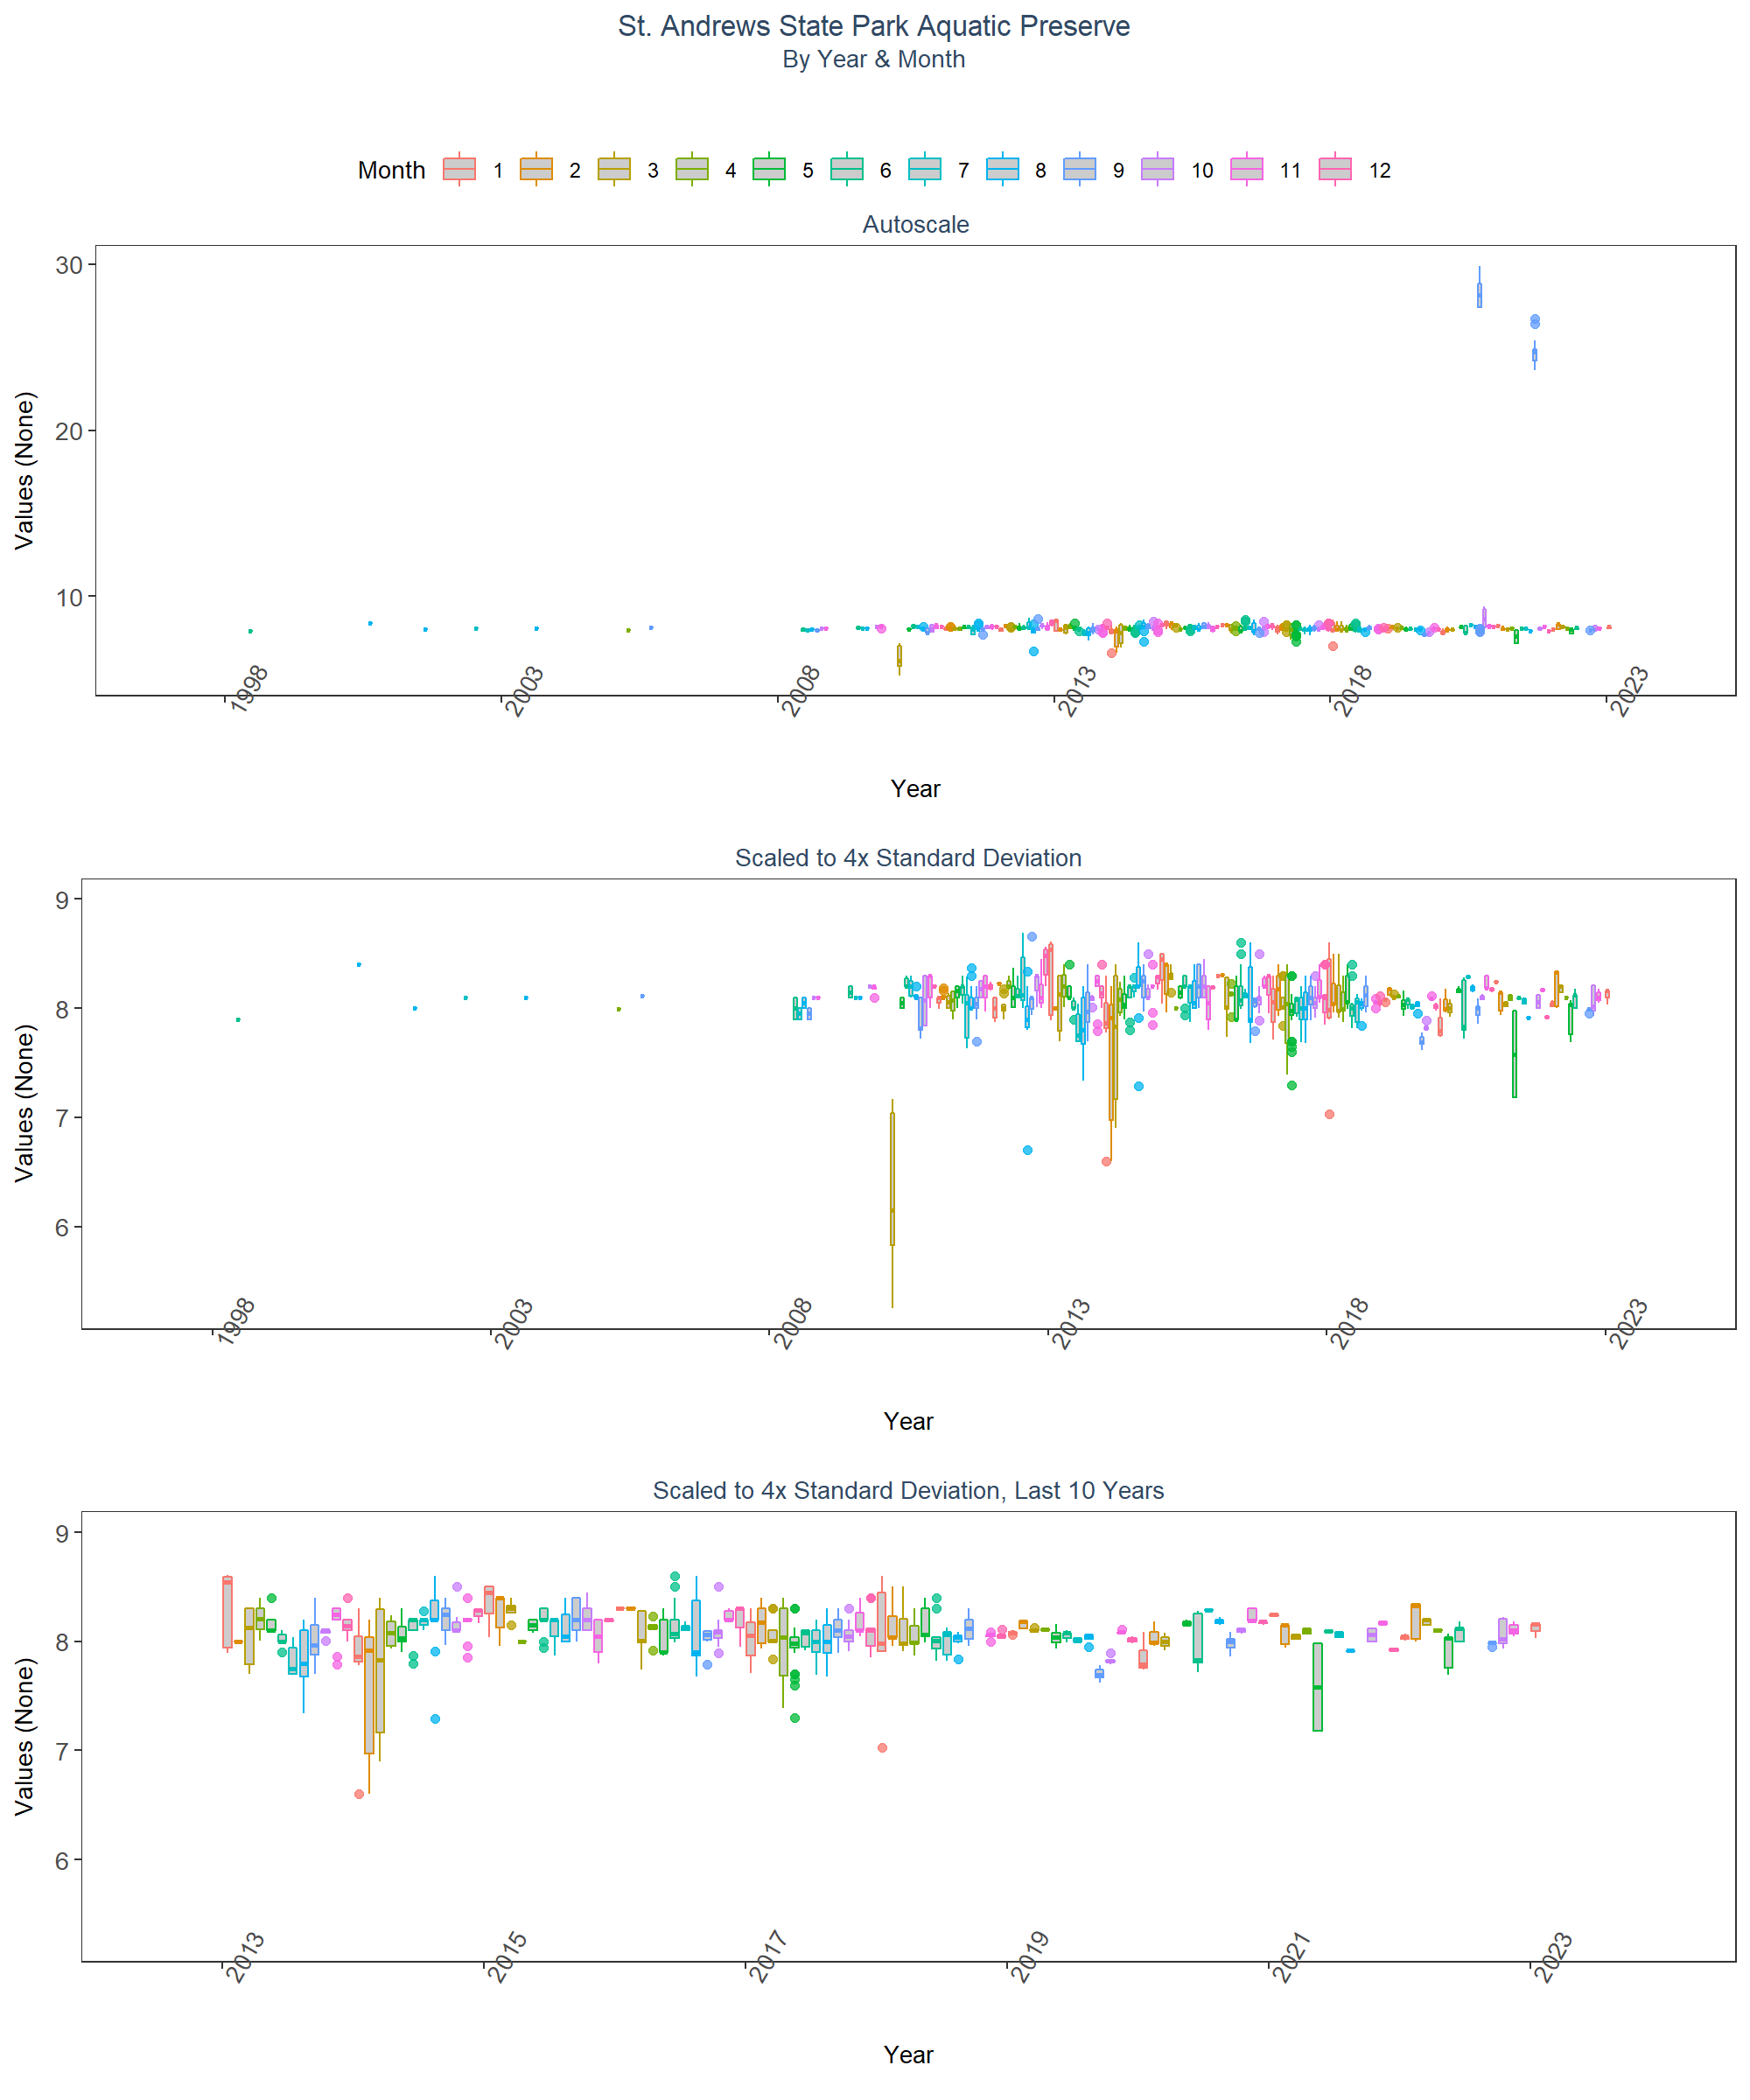 St. Andrews State Park Aquatic Preserve
By Year & Month
Month 1 2 3 4 5 6 7 8 9 10 11 12
Autoscale
30
20
10
Values (None)
1998 2003 2008 2013 2018 2023
Year
Scaled to 4x Standard Deviation
9
8
7
6
Values (None)
1998 2003 2008 2013 2018 2023
Year
Scaled to 4x Standard Deviation, Last 10 Years
9
8
7
6
Values (None)
2013 2015 2017 2019 2021 2023
Year